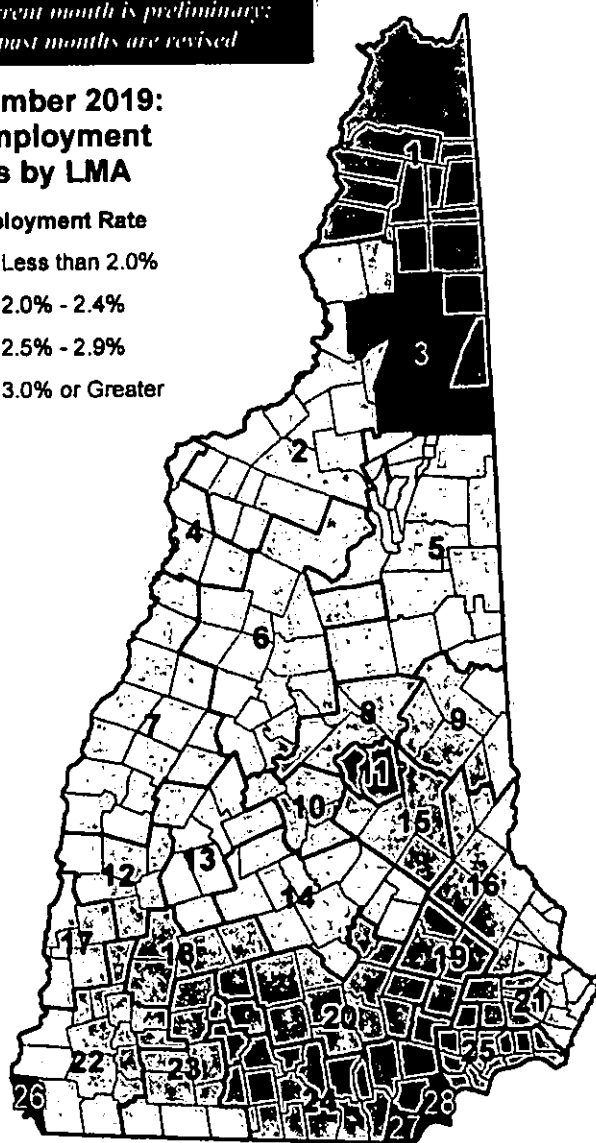 rrent month is preliminary;
past months are revised
mber 2019:
mployment
s by LMA
ployment Rate
Less than 2.0%
2.0% - 2.4%
2.5% - 2.9%
3.0% or Greater
1
3
2
4
5
6
7
8
9
11
10
15
13
12
14
16
17
18
19
20
21
22
23
24
25
26
27
28